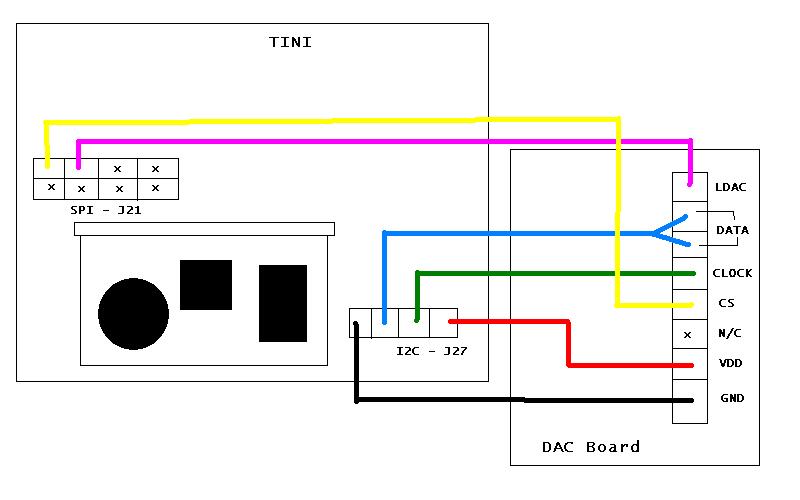 TINI
x x
x x x x
SPI - J21
LDAC
DATA
CLOCK
CS
x N/C
I2C - J27
VDD
GND
DAC Board